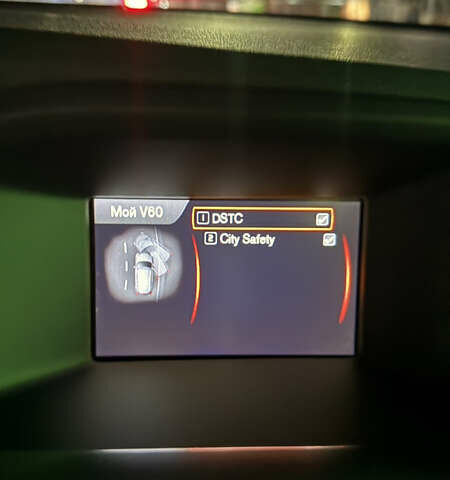 Мой V60
1 DSTC
2 City Safety